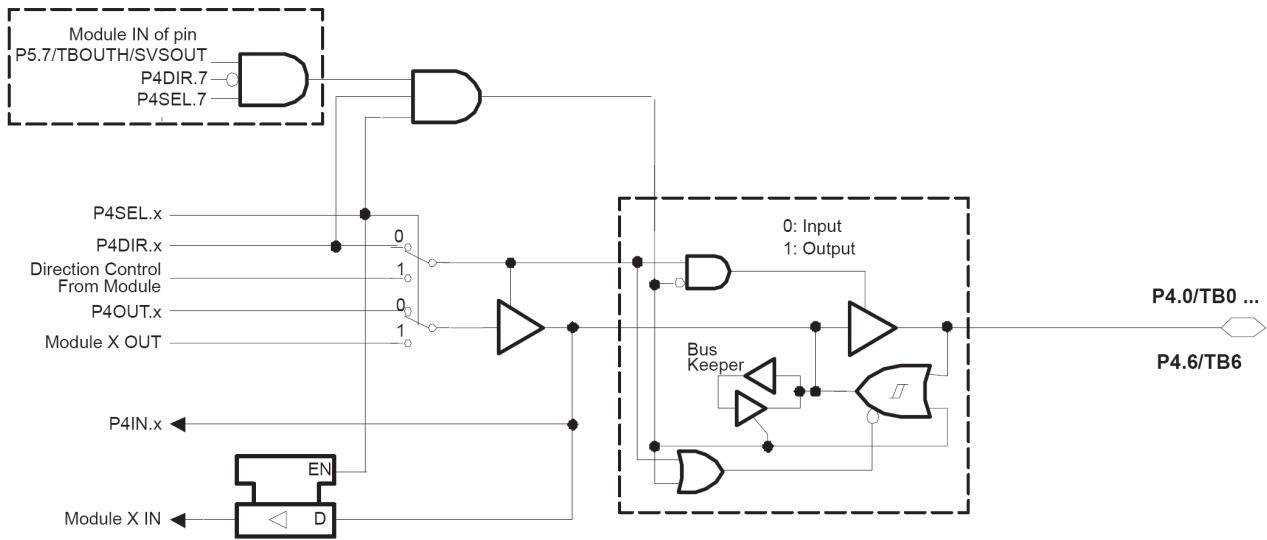 Module IN of pin
P5.7/TBOUTH/SVSOUT
P4DIR.7
P4SEL.7
P4SEL.x
P4DIR.x
0
Direction Control
From Module
1
P4OUT.x
0
Module X OUT
1
0: Input
1: Output
Bus
Keeper
P4.0/TB0 ...
P4.6/TB6
P4IN.x
EN
Module X IN
D